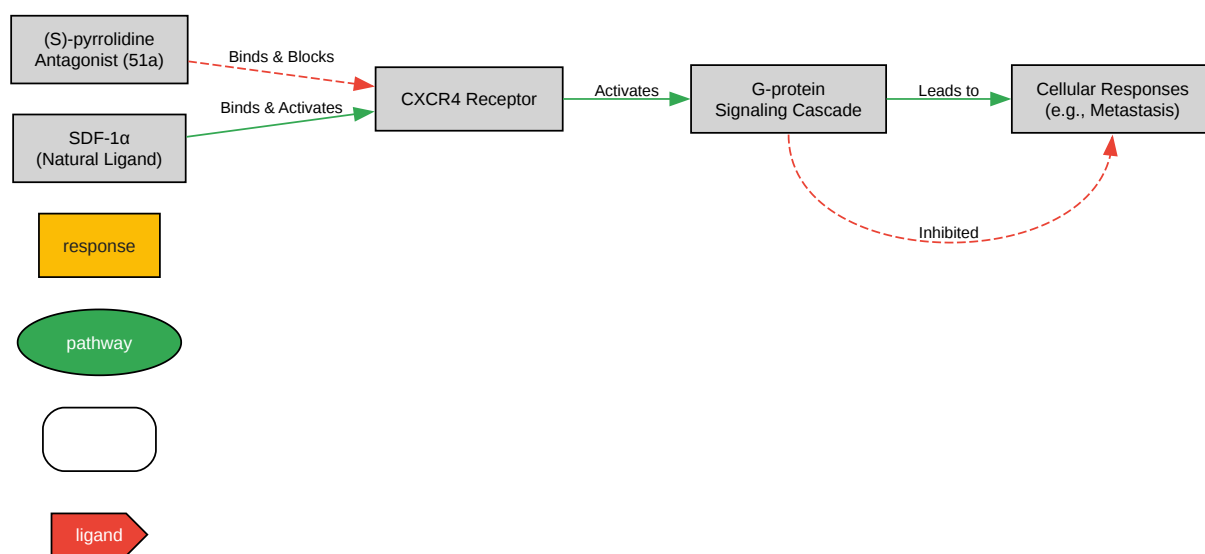 (S)-pyrrolidine
Antagonist (51a)
Binds & Blocks
SDF-1α
(Natural Ligand)
Binds & Activates
CXCR4 Receptor
Activates
G-protein
Signaling Cascade
Leads to
Cellular Responses
(e.g., Metastasis)
Inhibited
response
pathway
ligand